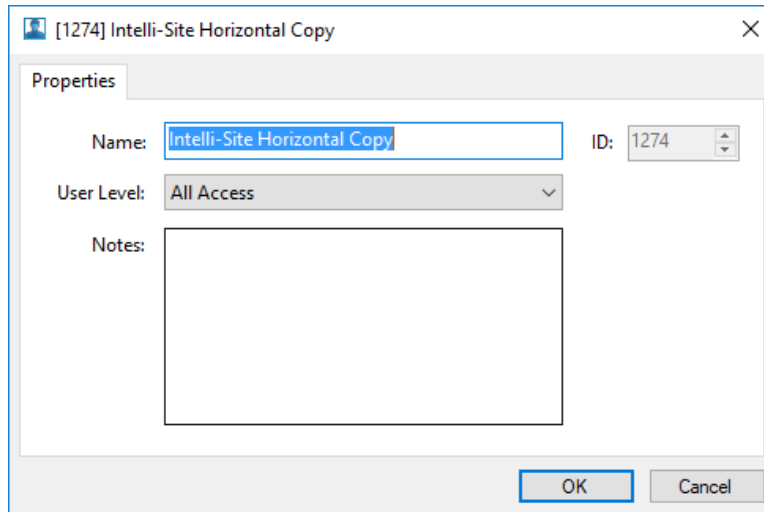 [1274] Intelli-Site Horizontal Copy
Properties
Name: Intelli-Site Horizontal Copy ID: 1274
User Level: All Access
Notes:
OK Cancel